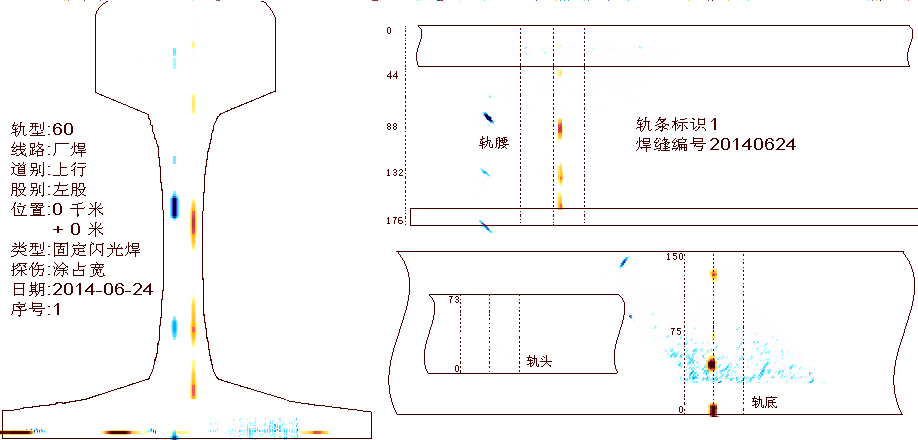 轨型:60
线路:厂焊
道别:上行
股别:左股
位置:0 千米
+ 0 米
类型:固定闪光焊
探伤:涂占宽
日期:2014-06-24
序号:1
0
44
88
132
176
轨腰
轨条标识1
焊缝编号20140624
73
0
轨头
150
75
0
轨底